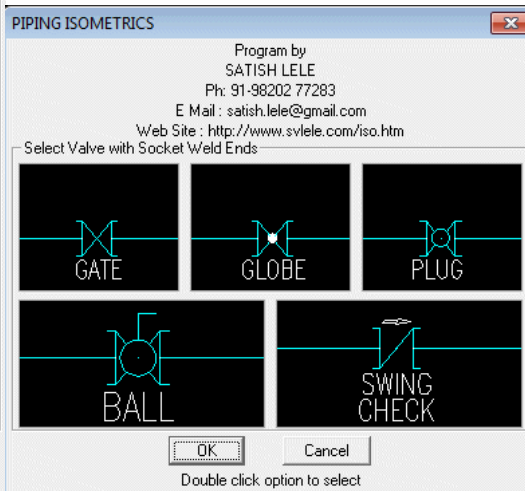 PIPING ISOMETRICS
Program by
SATISH LELE
Ph: 91-98202 77283
E Mail : satish.lele@gmail.com
Web Site : http://www.svlele.com/iso.htm
Select Valve with Socket Weld Ends
GATE
GLOBE
PLUG
BALL
SWING
CHECK
OK
Cancel
Double click option to select